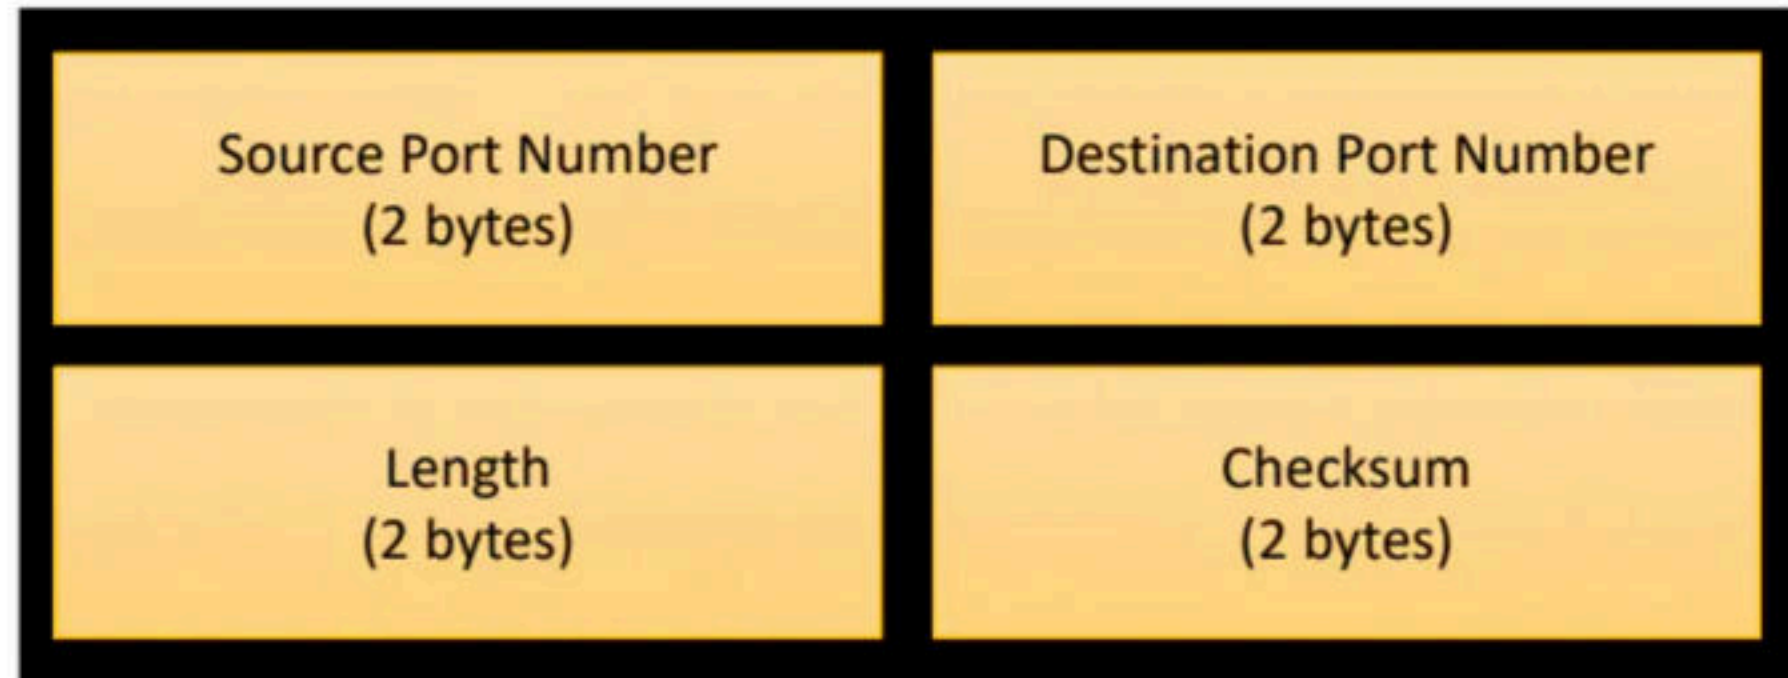 Source Port Number
(2 bytes)
Destination Port Number
(2 bytes)
Length
(2 bytes)
Checksum
(2 bytes)